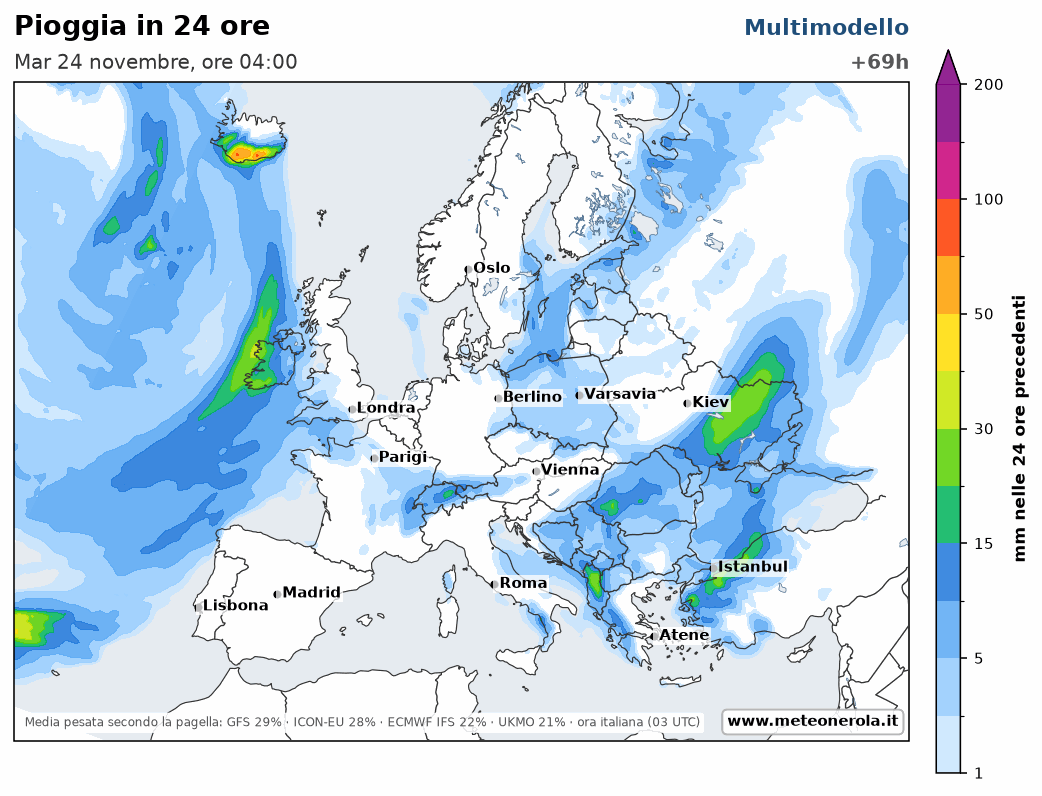 Pioggia in 24 ore
Multimodello
Mar 24 novembre, ore 04:00
+69h
200
100
50
30
15
5
1
mm nelle 24 ore precedenti
Oslo
Berlino
Varsavia
Kiev
Londra
Parigi
Vienna
Istanbul
Roma
Madrid
Lisbona
Atene
Media pesata secondo la pagella: GFS 29% · ICON-EU 28% · ECMWF IFS 22% · UKMO 21% · ora italiana (03 UTC)
www.meteonerola.it